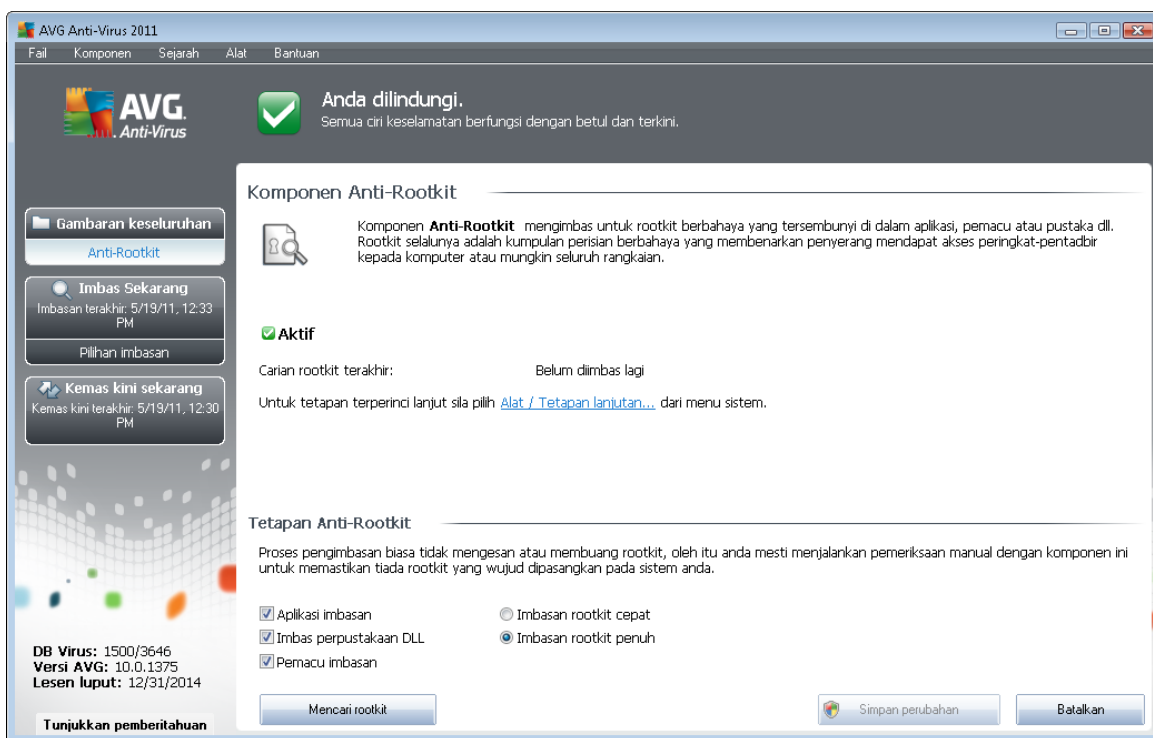 AVG Anti-Virus 2011
Fail Komponen Sejarah Alat Bantuan
AVG.
Anti-Virus
Anda dilindungi.
Semua ciri keselamatan berfungsi dengan betul dan terkini.
Gambaran keseluruhan
Anti-Rootkit
Imbas Sekarang
Imbasan terakhir: 5/19/11, 12:33
PM
Pilihan imbasan
Kemas kini sekarang
Kemas kini terakhir: 5/19/11, 12:30
PM
DB Virus: 1500/3646
Versi AVG: 10.0.1375
Lesen luput: 12/31/2014
Tunjukkan pemberitahuan
Komponen Anti-Rootkit
Komponen Anti-Rootkit mengimbas untuk rootkit berbahaya yang tersembunyi di dalam aplikasi, pemacu atau pustaka dll.
Rootkit selalunya adalah kumpulan perisian berbahaya yang membenarkan penyerang mendapat akses peringkat-pentadbir
kepada komputer atau mungkin seluruh rangkaian.
Aktif
Carian rootkit terakhir: Belum diimbas lagi
Untuk tetapan terperinci lanjut sila pilih Alat / Tetapan lanjutan... dari menu sistem.
Tetapan Anti-Rootkit
Proses pengimbasan biasa tidak mengesan atau membuang rootkit, oleh itu anda mesti menjalankan pemeriksaan manual dengan komponen ini
untuk memastikan tiada rootkit yang wujud dipasangkan pada sistem anda.
Aplikasi imbasan Imbasan rootkit cepat
Imbas perpustakaan DLL Imbasan rootkit penuh
Pemacu imbasan
Mencari rootkit Simpan perubahan Batalkan